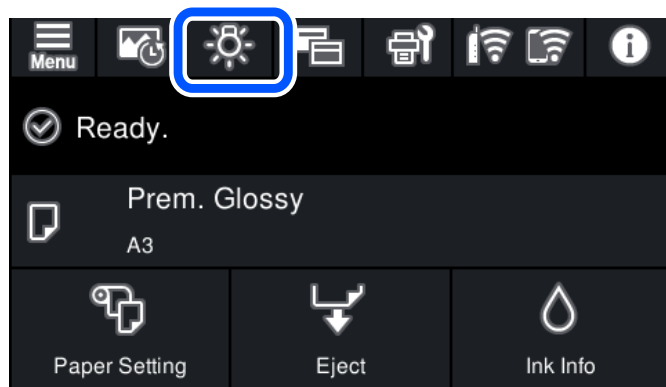 Menu
Ready.
Prem. Glossy
A3
Paper Setting
Eject
Ink Info